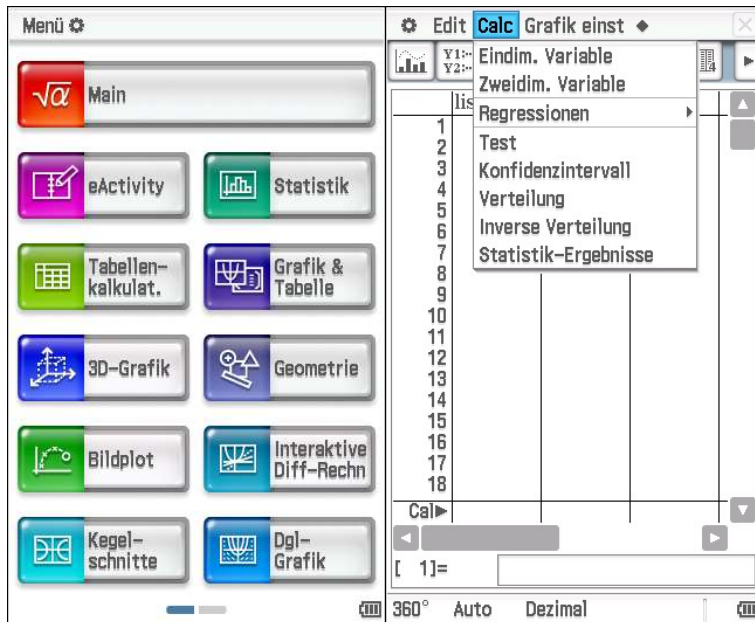 Menü
√α Main
eActivity
Statistik
Tabellen-
kalkulat.
Grafik &
Tabelle
3D-Grafik
Geometrie
Bildplot
Interaktive
Diff-Rechn
Kegel-
schnitte
Dgl-
Grafik
Edit Calc Grafik einst
Y1:
Y2:
Eindim. Variable
Zweidim. Variable
Regressionen
Test
Konfidenzintervall
Verteilung
Inverse Verteilung
Statistik-Ergebnisse
lis
1
2
3
4
5
6
7
8
9
10
11
12
13
14
15
16
17
18
Cal▶
[ 1]=
360° Auto Dezimal